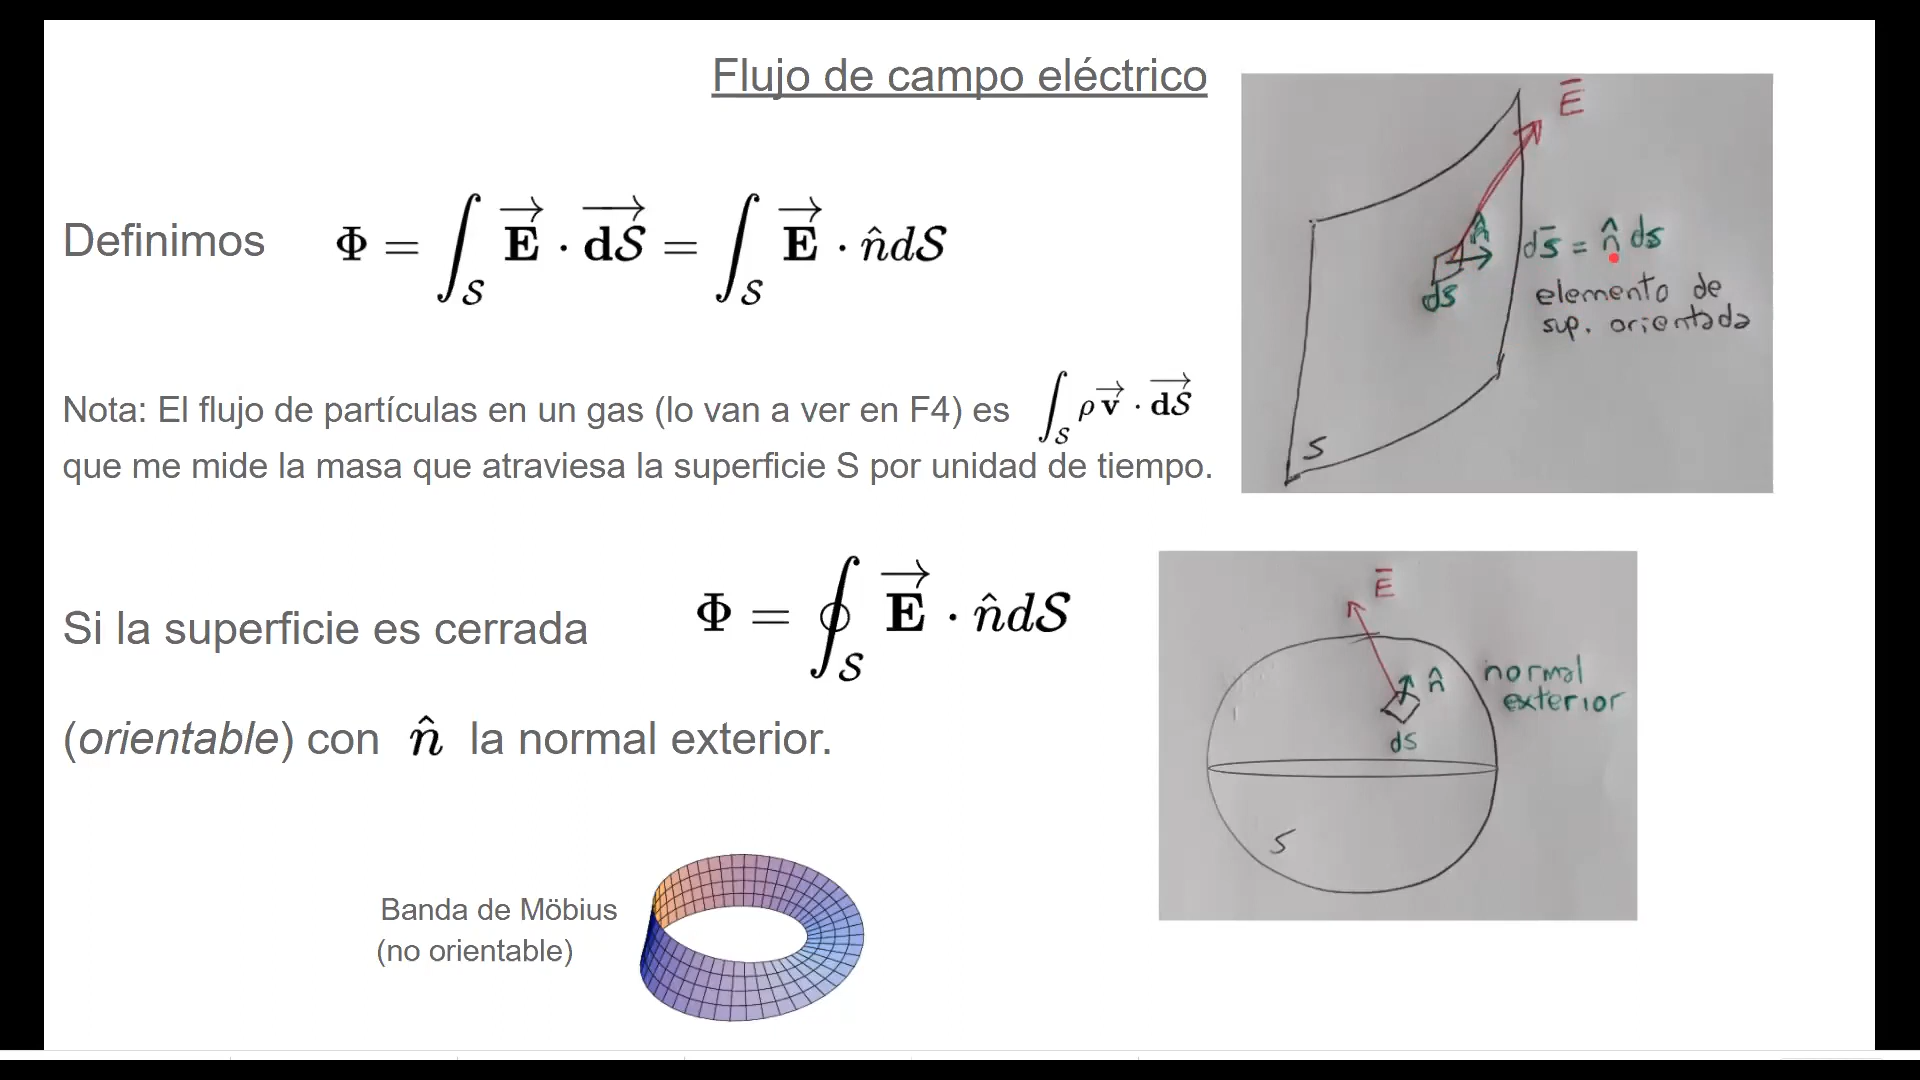 Flujo de campo eléctrico
Definimos Φ = ∫_S E⃗ · dS⃗ = ∫_S E⃗ · n̂dS
Nota: El flujo de partículas en un gas (lo van a ver en F4) es ∫_S ρv⃗ · dS⃗
que me mide la masa que atraviesa la superficie S por unidad de tiempo.
Si la superficie es cerrada Φ = ∮_S E⃗ · n̂dS
(orientable) con n̂ la normal exterior.
Banda de Möbius
(no orientable)
E̅
n̂
ds
ds̅ = n̂ ds
elemento de
sup. orientada
S
E̅
n̂
normal
exterior
ds
S